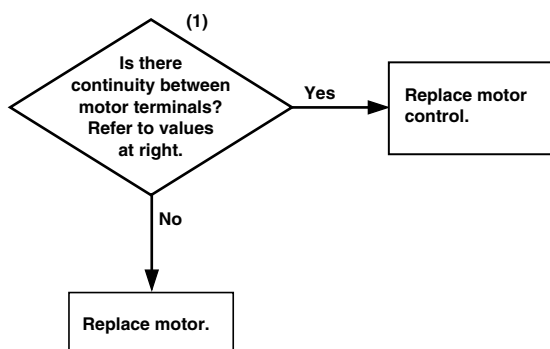 (1)
Is there
continuity between
motor terminals?
Refer to values
at right.
Yes
Replace motor
control.
No
Replace motor.